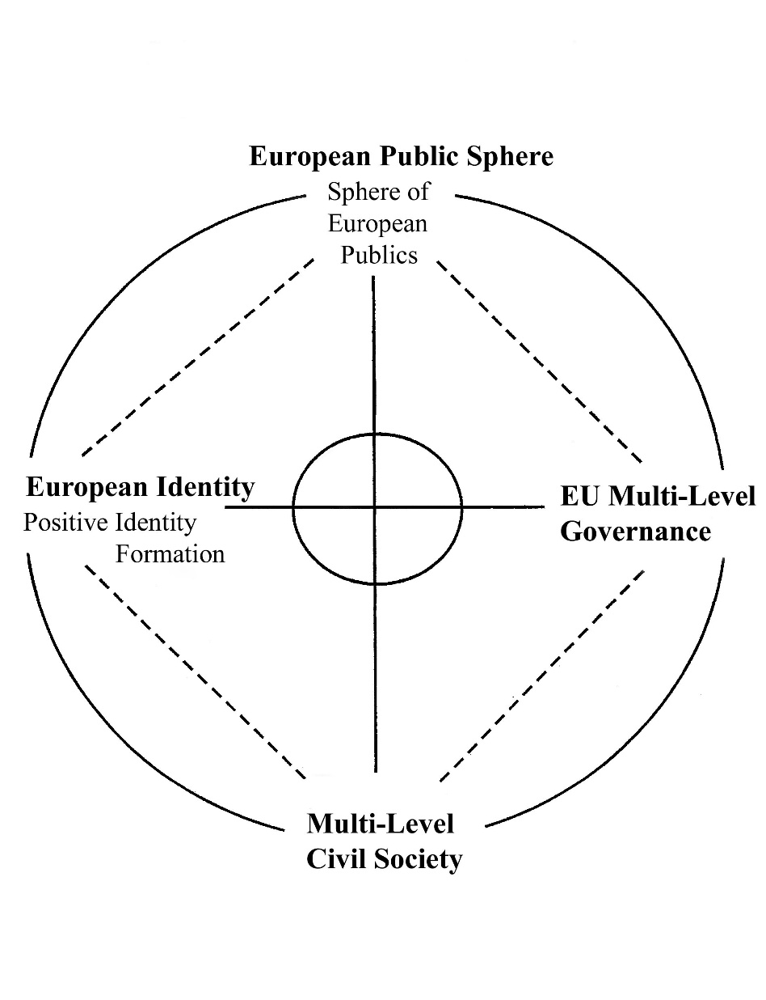 European Public Sphere
Sphere of
European
Publics
European Identity
Positive Identity
Formation
EU Multi-Level
Governance
Multi-Level
Civil Society